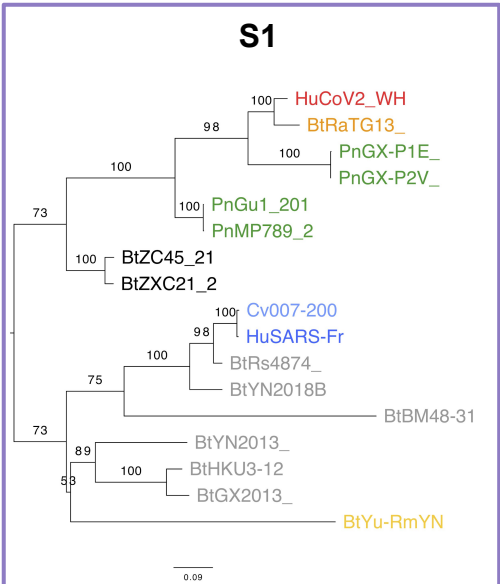 S1
100
HuCoV2_WH
BtRaTG13_
98
100
PnGX-P1E_
PnGX-P2V_
100
100
PnGu1_201
PnMP789_2
73
100
BtZC45_21
BtZXC21_2
100
Cv007-200
98
HuSARS-Fr
100
BtRs4874_
75
BtYN2018B
BtBM48-31
73
89
BtYN2013_
100
BtHKU3-12
53
BtGX2013_
BtYu-RmYN
0.09